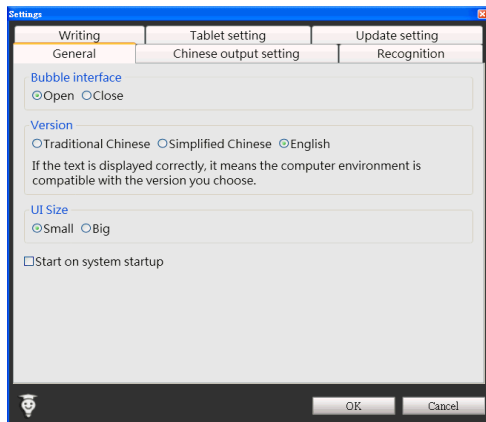 Settings
Writing Tablet setting Update setting
General Chinese output setting Recognition
Bubble interface
Open Close
Version
Traditional Chinese Simplified Chinese English
If the text is displayed correctly, it means the computer environment is
compatible with the version you choose.
UI Size
Small Big
Start on system startup
OK Cancel